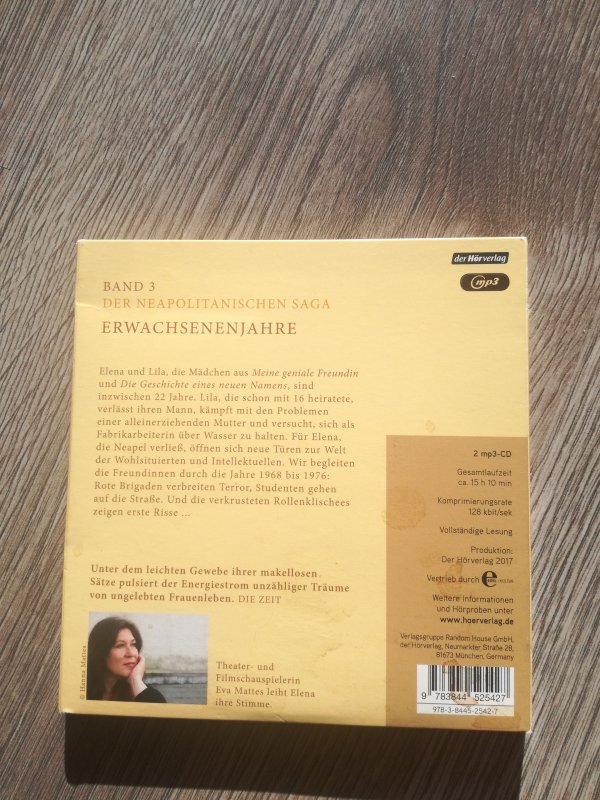 der Hörverlag
mp3
BAND 3
DER NEAPOLITANISCHEN SAGA
ERWACHSENENJAHRE
Elena und Lila, die Mädchen aus Meine geniale Freundin
und Die Geschichte eines neuen Namens, sind
inzwischen 22 Jahre. Lila, die schon mit 16 heiratete,
verlässt ihren Mann, kämpft mit den Problemen
einer alleinerziehenden Mutter und versucht, sich als
Fabrikarbeiterin über Wasser zu halten. Für Elena,
die Neapel verließ, öffnen sich neue Türen zur Welt
der Wohlsituierten und Intellektuellen. Wir begleiten
die Freundinnen durch die Jahre 1968 bis 1976:
Rote Brigaden verbreiten Terror, Studenten gehen
auf die Straße. Und die verkrusteten Rollenklischees
zeigen erste Risse ...
Unter dem leichten Gewebe ihrer makellosen
Sätze pulsiert der Energiestrom unzähliger Träume
von ungelebten Frauenleben. DIE ZEIT
© Hanna Mattes
Theater- und
Filmschauspielerin
Eva Mattes leiht Elena
ihre Stimme.
2 mp3-CD
Gesamtlaufzeit
ca. 15 h 10 min
Komprimierungsrate
128 kbit/sek
Vollständige Lesung
Produktion:
Der Hörverlag 2017
Vertrieb durch
Weitere Informationen
und Hörproben unter
www.hoerverlag.de
Verlagsgruppe Random House GmbH,
der Hörverlag, Neumarkter Straße 28,
81673 München, Germany
9 783844 525427
978-3-8445-2542-7